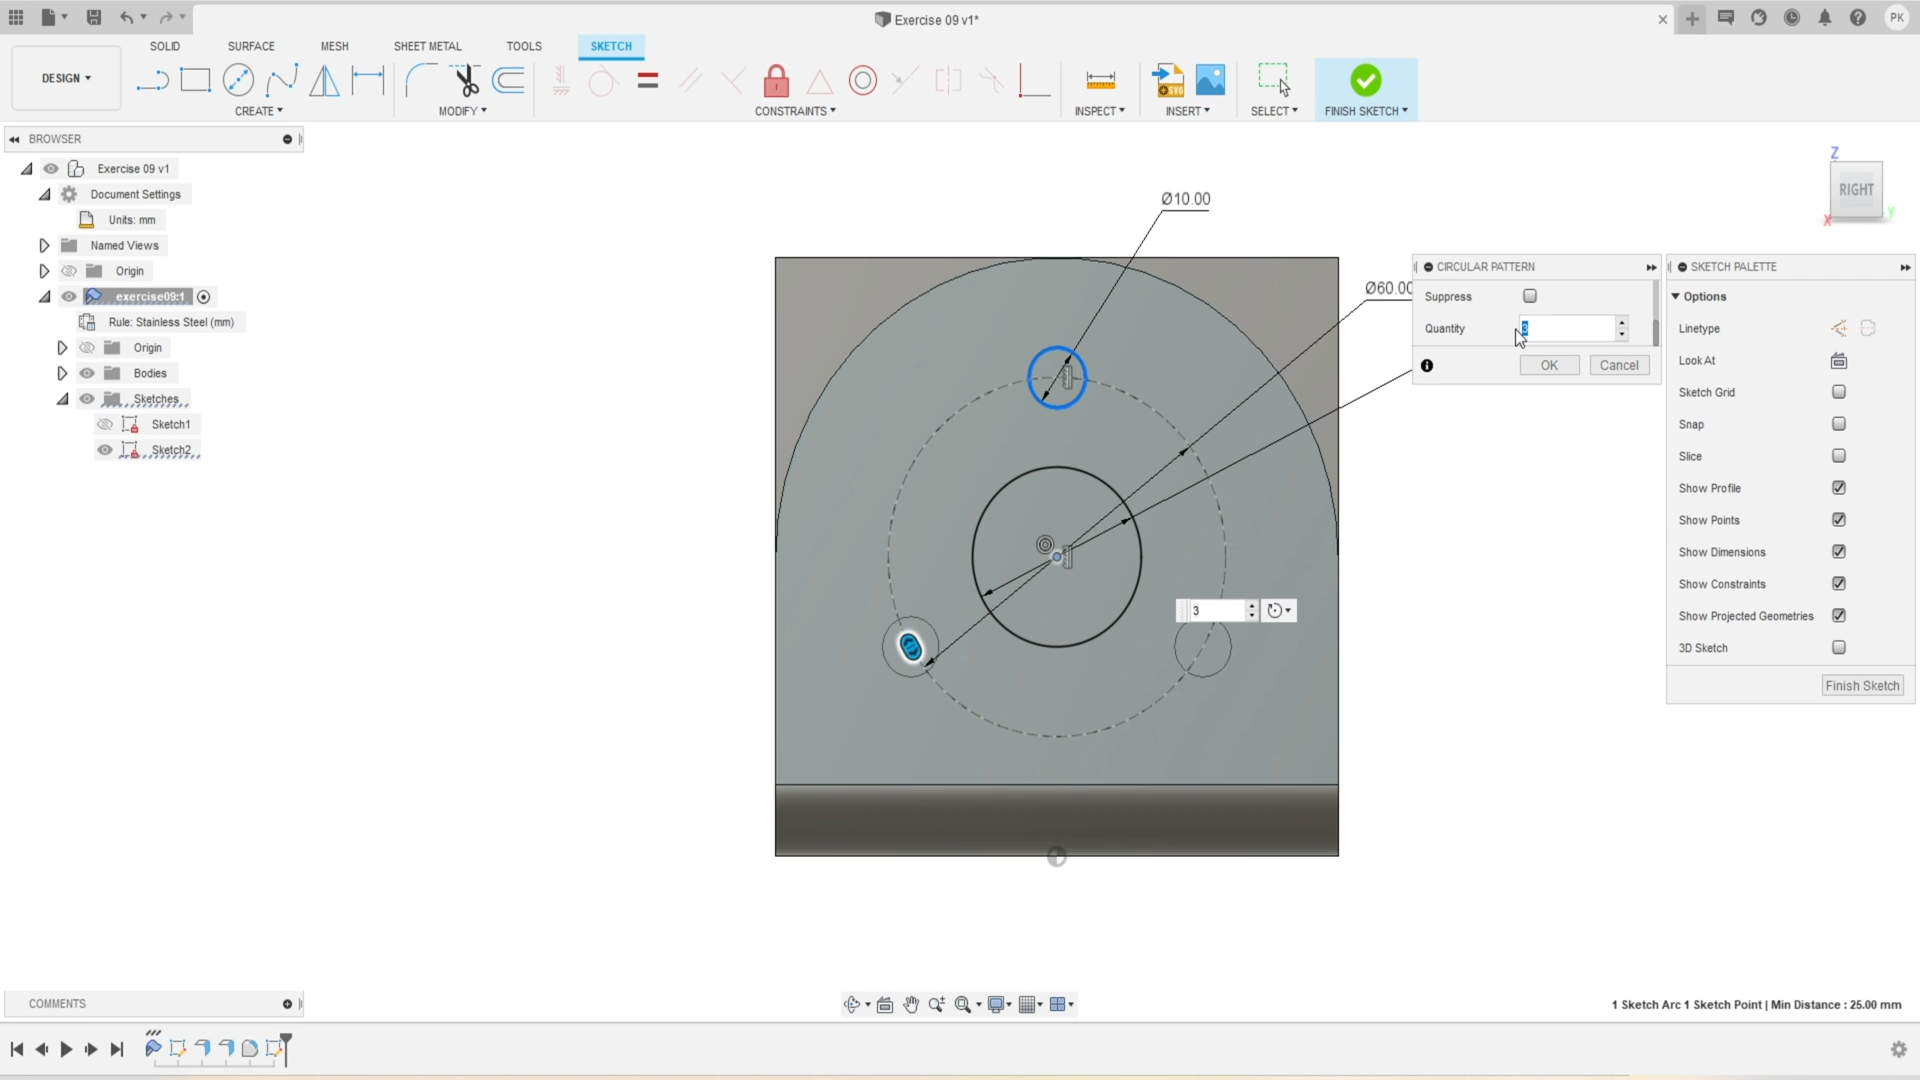 Exercise 09 v1*
PK
SOLID
SURFACE
MESH
SHEET METAL
TOOLS
SKETCH
DESIGN
CREATE
MODIFY
CONSTRAINTS
INSPECT
INSERT
SELECT
FINISH SKETCH
SVG
BROWSER
Exercise 09 v1
Document Settings
Units: mm
Named Views
Origin
exercise09:1
Rule: Stainless Steel (mm)
Origin
Bodies
Sketches
Sketch1
Sketch2
Ø10.00
Ø60.00
3
Z
RIGHT
X
Y
CIRCULAR PATTERN
Suppress
Quantity
3
OK
Cancel
SKETCH PALETTE
Options
Linetype
Look At
Sketch Grid
Snap
Slice
Show Profile
Show Points
Show Dimensions
Show Constraints
Show Projected Geometries
3D Sketch
Finish Sketch
COMMENTS
1 Sketch Arc 1 Sketch Point | Min Distance : 25.00 mm